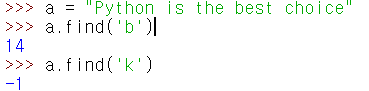 >>> a = "Python is the best choice"
>>> a.find('b')
14
>>> a.find('k')
-1